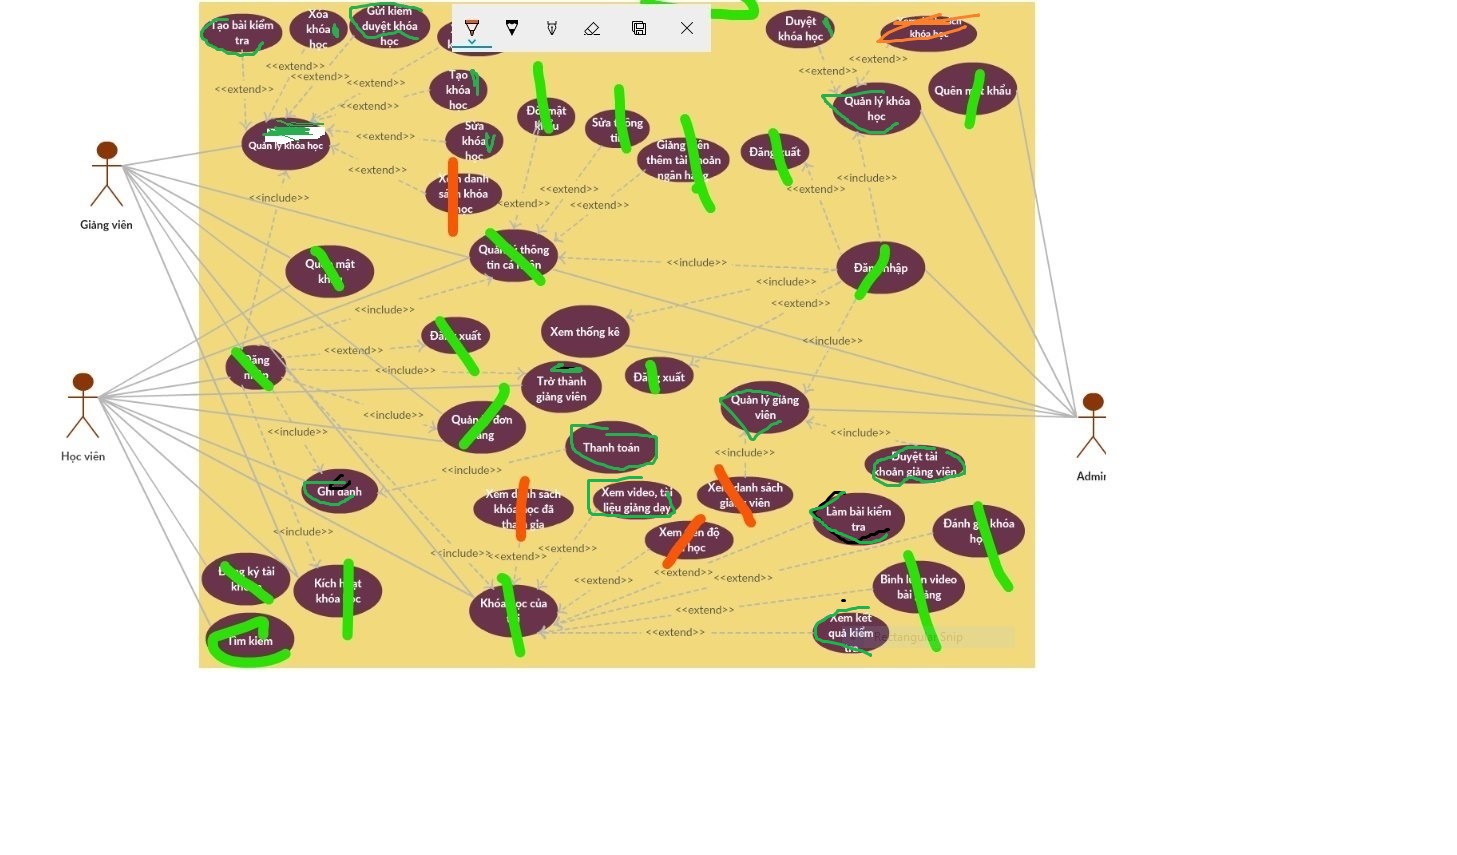 Tạo bài kiểm
tra
Xóa
khóa
học
Gửi kiểm
duyệt khóa
học
Duyệt
khóa học
khóa học
<<extend>>
<<extend>>
<<extend>>
<<extend>>
<<extend>>
<<extend>>
<<extend>>
Tạo
khóa
học
Quên mật khẩu
Quản lý khóa
học
<<extend>>
Đổi mật
khẩu
Sửa thông
tin
Sửa
khóa
học
<<extend>>
Quản lý khóa học
Giảng viên
thêm tài khoản
ngân hàng
Đăng xuất
<<extend>>
<<include>>
Xem danh
sách khóa
học
<<extend>>
<<extend>>
<<include>>
<<extend>>
<<extend>>
Giảng viên
Quản lý thông
tin cá nhân
<<include>>
Đăng nhập
Quên mật
khẩu
<<include>>
<<extend>>
<<include>>
Đăng xuất
Xem thống kê
<<include>>
<<extend>>
Đăng
nhập
<<include>>
Trở thành
giảng viên
Đăng xuất
Quản lý giảng
viên
<<include>>
Quản lý đơn
hàng
<<include>>
<<include>>
Thanh toán
<<include>>
Học viên
<<include>>
Duyệt tài
khoản giảng viên
Admin
Ghi danh
Xem danh sách
khóa học đã
tham gia
Xem video, tài
liệu giảng dạy
Xem danh sách
giảng viên
Làm bài kiểm
tra
Đánh giá khóa
học
<<include>>
Xem tiến độ
học
<<include>>
<<extend>>
<<extend>>
<<extend>>
<<extend>>
<<extend>>
Đăng ký tài
khoản
Kích hoạt
khóa học
Khóa học của
tôi
Bình luận video
bài giảng
<<extend>>
Tìm kiếm
<<extend>>
Xem kết
quả kiểm
tra
Rectangular Snip